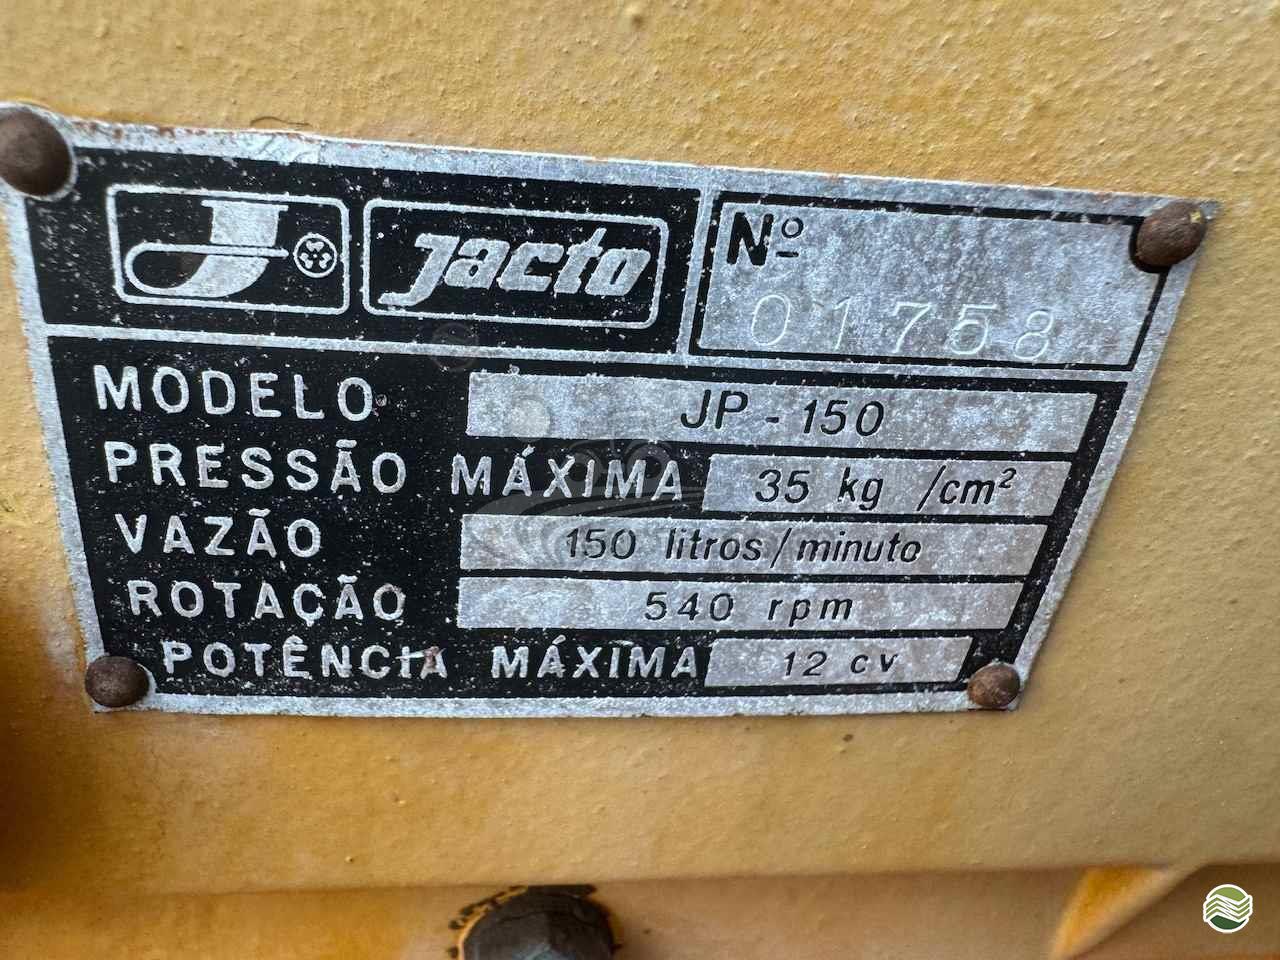 J Jacto Nº
01758
MODELO JP - 150
PRESSÃO MÁXIMA 35 kg /cm²
VAZÃO 150 litros/minuto
ROTAÇÃO 540 rpm
POTÊNCIA MÁXIMA 12 cv